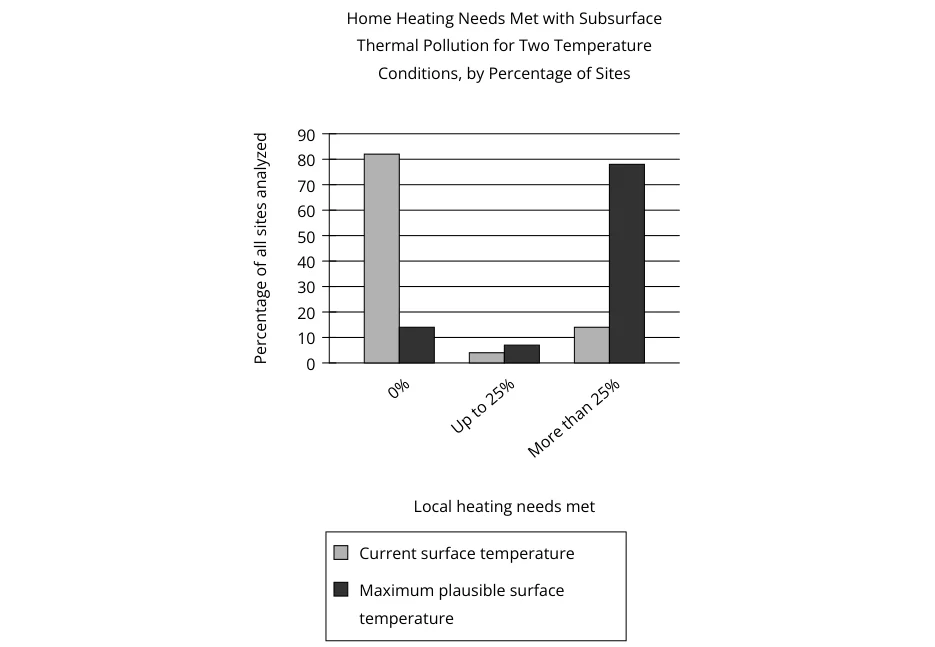 Home Heating Needs Met with Subsurface
Thermal Pollution for Two Temperature
Conditions, by Percentage of Sites
Percentage of all sites analyzed
90
80
70
60
50
40
30
20
10
0
0%
Up to 25%
More than 25%
Local heating needs met
Current surface temperature
Maximum plausible surface
temperature